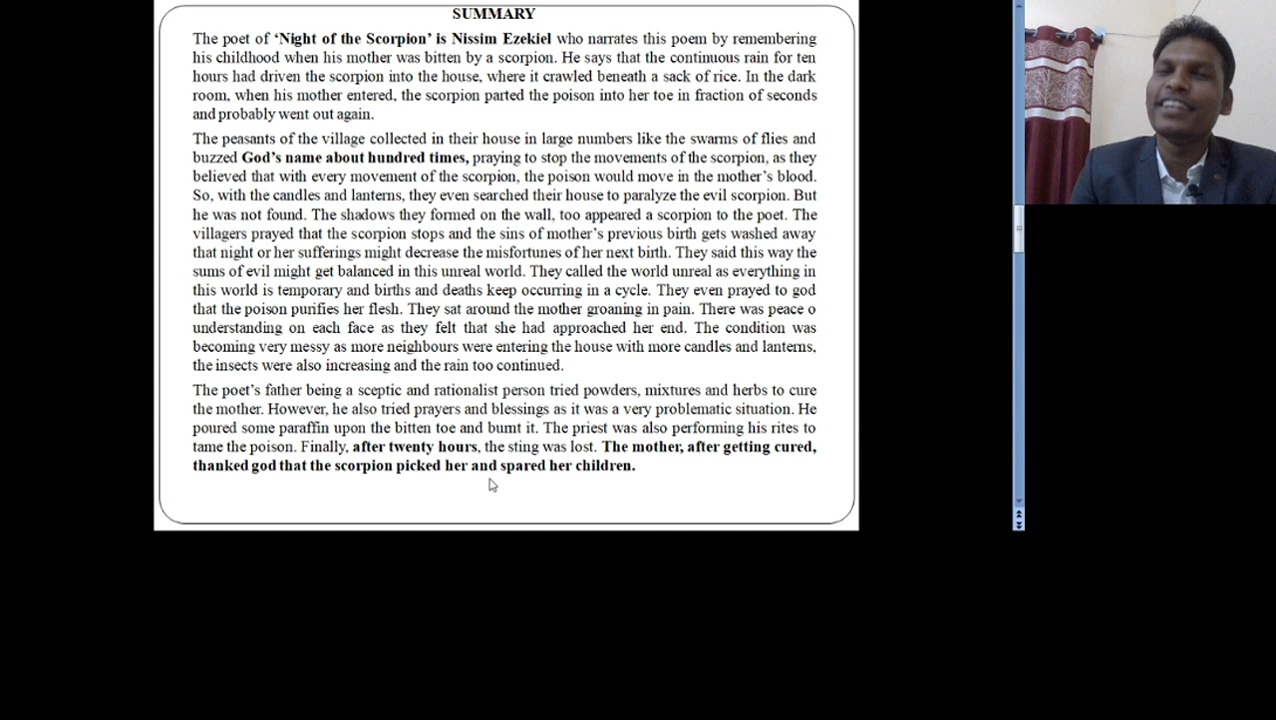 SUMMARY
The poet of ‘Night of the Scorpion’ is Nissim Ezekiel who narrates this poem by remembering
his childhood when his mother was bitten by a scorpion. He says that the continuous rain for ten
hours had driven the scorpion into the house, where it crawled beneath a sack of rice. In the dark
room, when his mother entered, the scorpion parted the poison into her toe in fraction of seconds
and probably went out again.
The peasants of the village collected in their house in large numbers like the swarms of flies and
buzzed God’s name about hundred times, praying to stop the movements of the scorpion, as they
believed that with every movement of the scorpion, the poison would move in the mother’s blood.
So, with the candles and lanterns, they even searched their house to paralyze the evil scorpion. But
he was not found. The shadows they formed on the wall, too appeared a scorpion to the poet. The
villagers prayed that the scorpion stops and the sins of mother’s previous birth gets washed away
that night or her sufferings might decrease the misfortunes of her next birth. They said this way the
sums of evil might get balanced in this unreal world. They called the world unreal as everything in
this world is temporary and births and deaths keep occurring in a cycle. They even prayed to god
that the poison purifies her flesh. They sat around the mother groaning in pain. There was peace o
understanding on each face as they felt that she had approached her end. The condition was
becoming very messy as more neighbours were entering the house with more candles and lanterns,
the insects were also increasing and the rain too continued.
The poet’s father being a sceptic and rationalist person tried powders, mixtures and herbs to cure
the mother. However, he also tried prayers and blessings as it was a very problematic situation. He
poured some paraffin upon the bitten toe and burnt it. The priest was also performing his rites to
tame the poison. Finally, after twenty hours, the sting was lost. The mother, after getting cured,
thanked god that the scorpion picked her and spared her children.